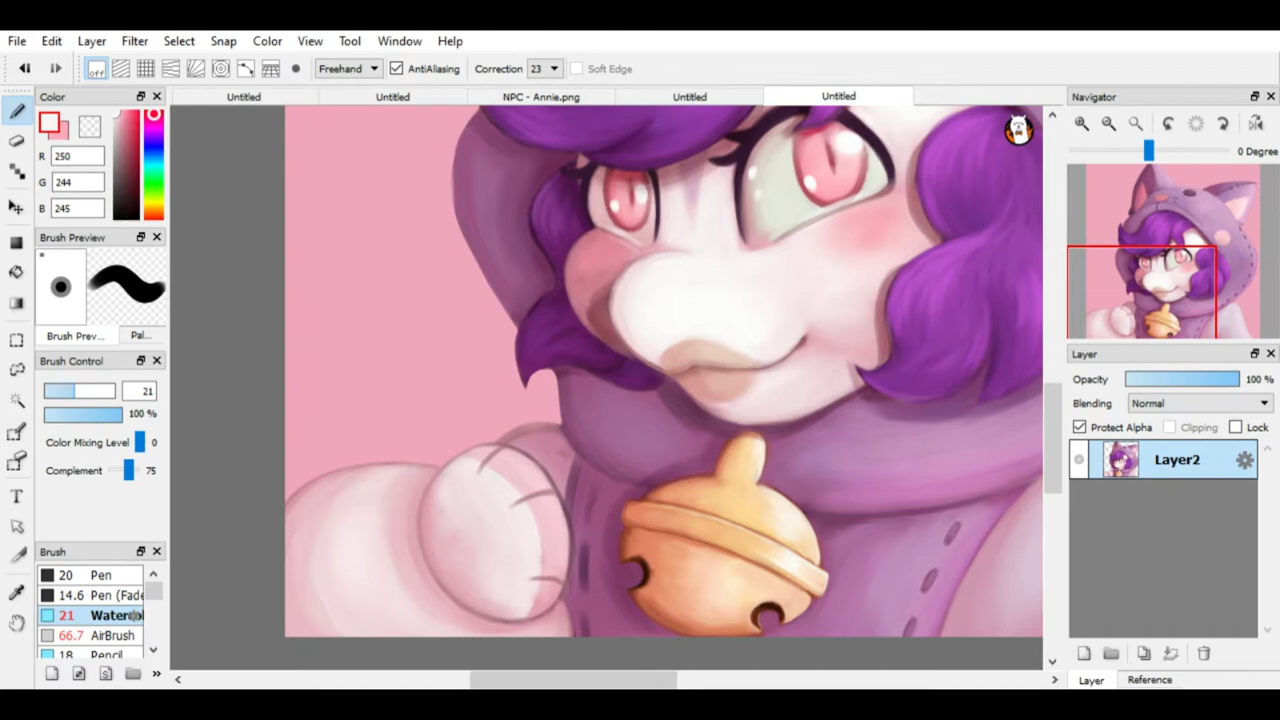 File Edit Layer Filter Select Snap Color View Tool Window Help
off Freehand AntiAliasing Correction 23 Soft Edge
Color Untitled Untitled NPC - Annie.png Untitled Untitled Navigator
R 250
G 244
B 245
0 Degree
Brush Preview
Brush Prev... Pal...
Brush Control
21
100 %
Color Mixing Level 0
Complement 75
Layer
Opacity 100 %
Blending Normal
Protect Alpha Clipping Lock
Layer2
T
Brush
20 Pen
14.6 Pen (Fade
21 Watercol
66.7 AirBrush
18 Pencil
Layer Reference